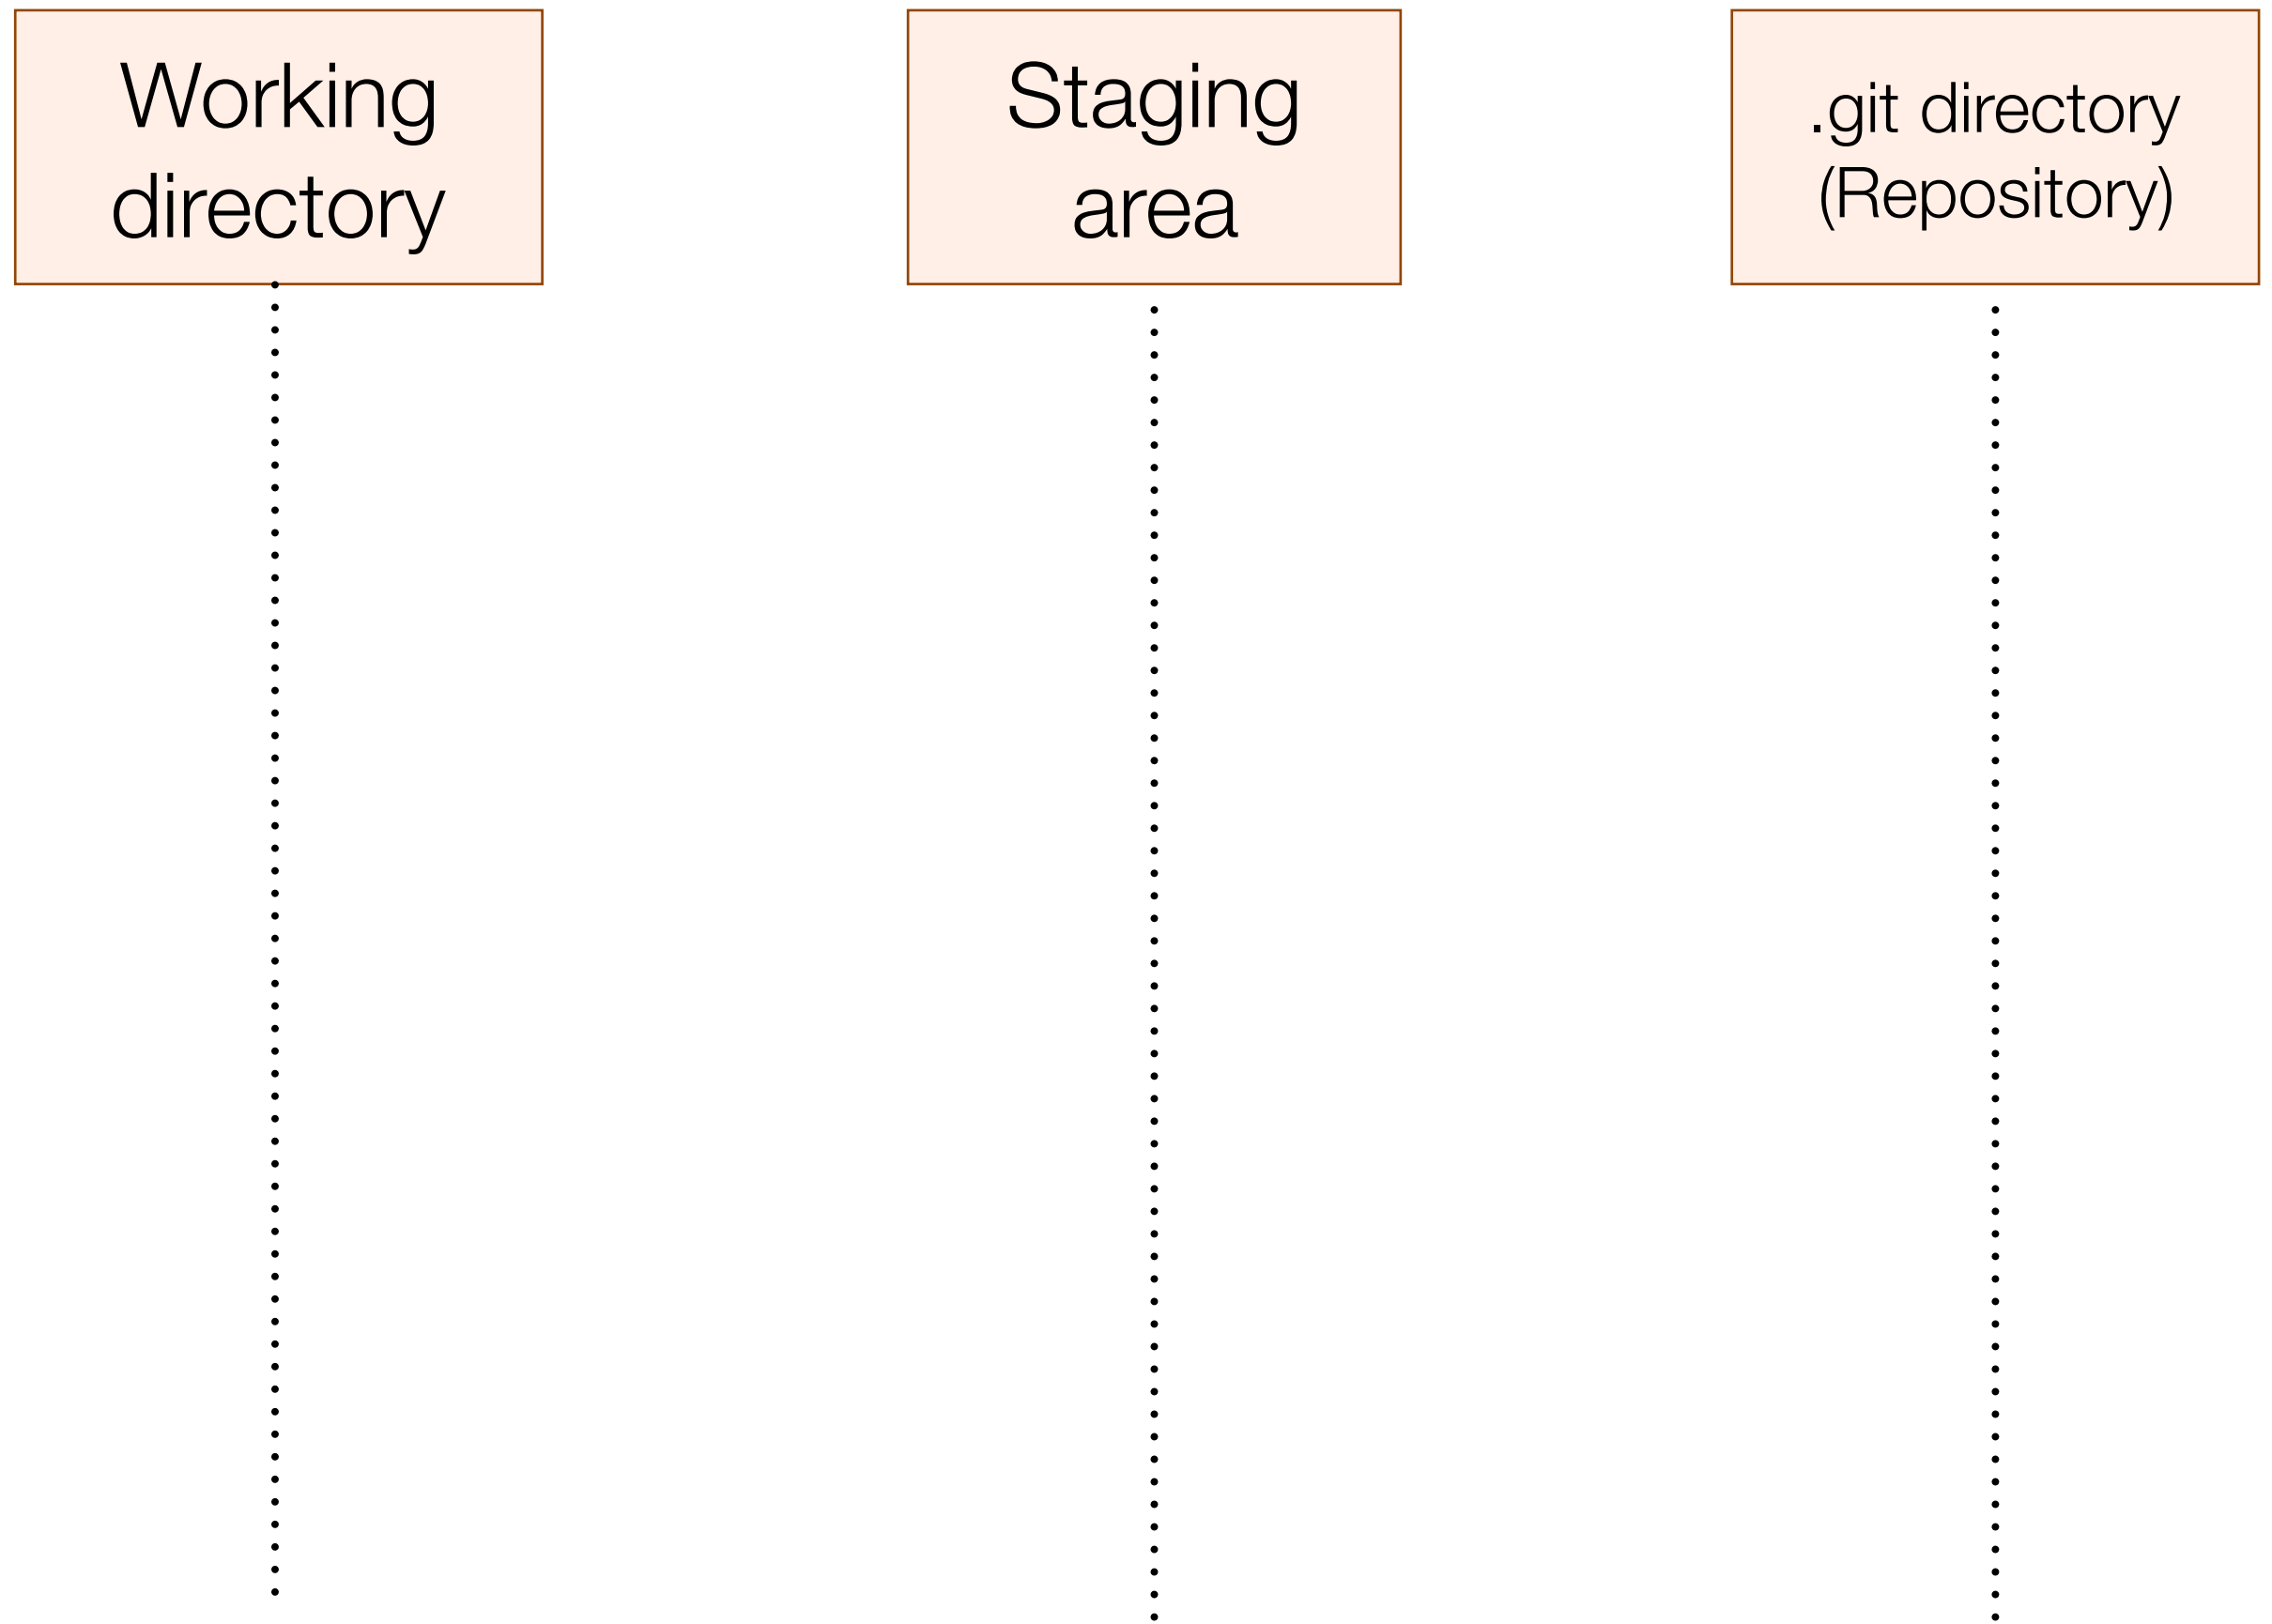 Working
directory
Staging
area
.git directory
(Repository)